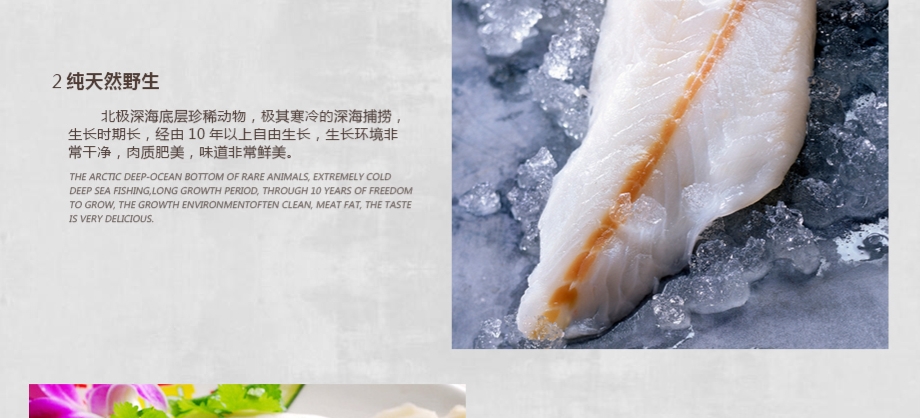 2 纯天然野生
北极深海底层珍稀动物，极其寒冷的深海捕捞，
生长时期长，经由 10 年以上自由生长，生长环境非
常干净，肉质肥美，味道非常鲜美。
THE ARCTIC DEEP-OCEAN BOTTOM OF RARE ANIMALS, EXTREMELY COLD
DEEP SEA FISHING,LONG GROWTH PERIOD, THROUGH 10 YEARS OF FREEDOM
TO GROW, THE GROWTH ENVIRONMENTOFTEN CLEAN, MEAT FAT, THE TASTE
IS VERY DELICIOUS.